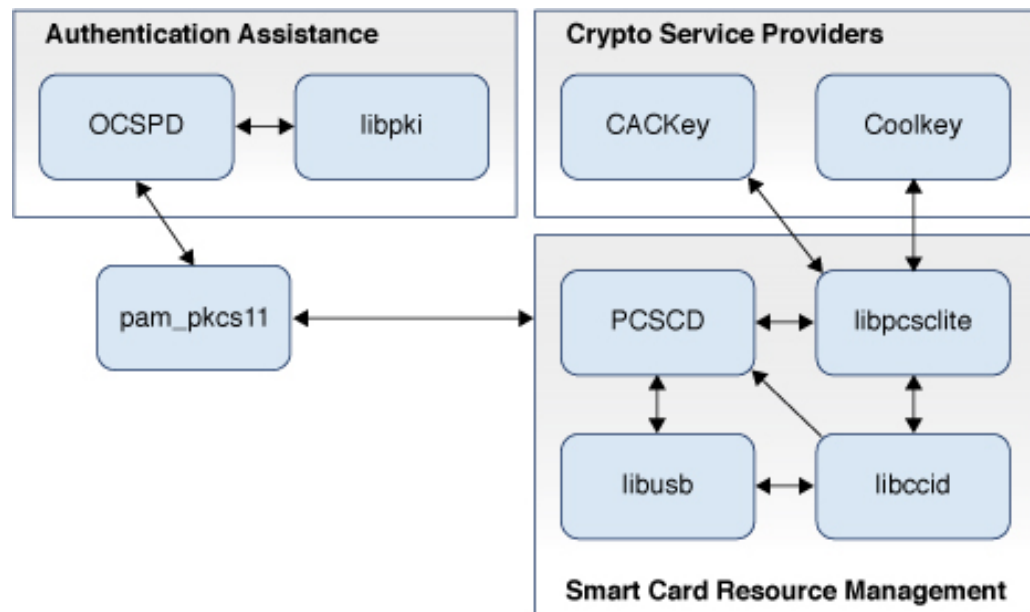 Authentication Assistance
OCSPD
libpki
pam_pkcs11
Crypto Service Providers
CACKey
Coolkey
PCSCD
libpcsclite
libusb
libccid
Smart Card Resource Management